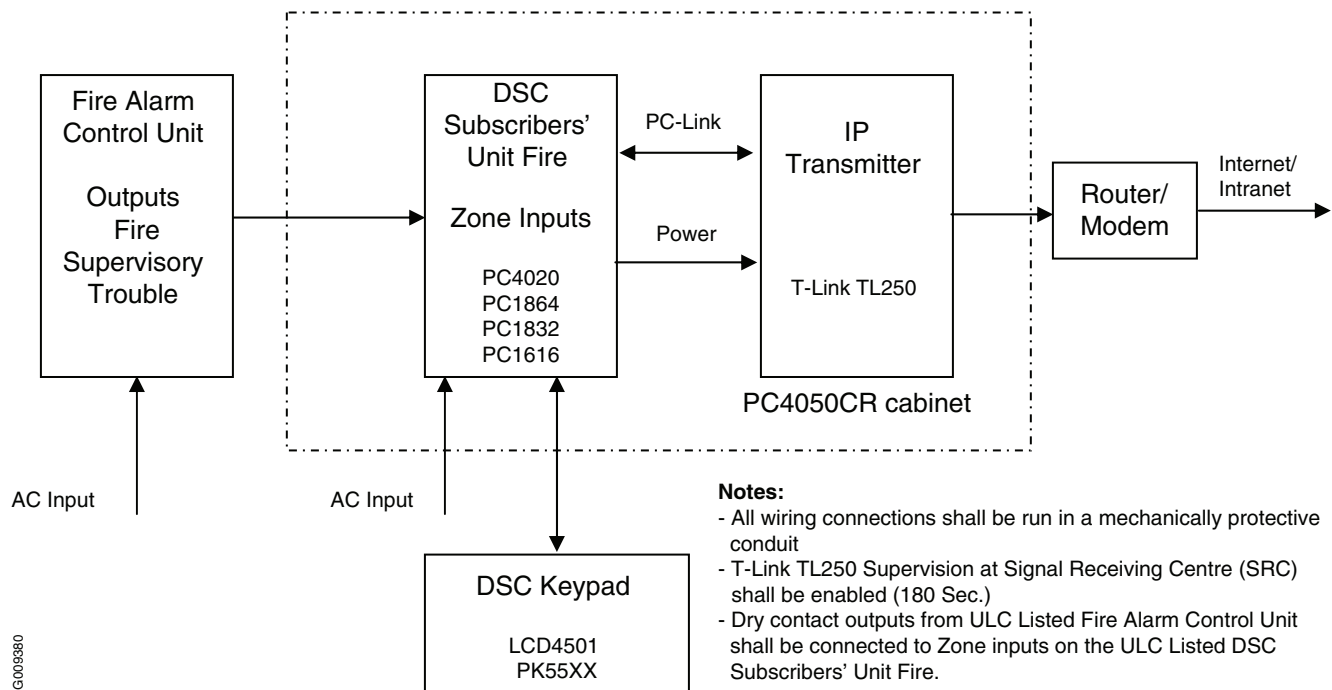 Fire Alarm
Control Unit
Outputs
Fire
Supervisory
Trouble
AC Input
DSC
Subscribers’
Unit Fire
Zone Inputs
PC4020
PC1864
PC1832
PC1616
AC Input
PC-Link
Power
IP
Transmitter
T-Link TL250
PC4050CR cabinet
Router/
Modem
Internet/
Intranet
DSC Keypad
LCD4501
PK55XX
Notes:
- All wiring connections shall be run in a mechanically protective
conduit
- T-Link TL250 Supervision at Signal Receiving Centre (SRC)
shall be enabled (180 Sec.)
- Dry contact outputs from ULC Listed Fire Alarm Control Unit
shall be connected to Zone inputs on the ULC Listed DSC
Subscribers’ Unit Fire.
G009380